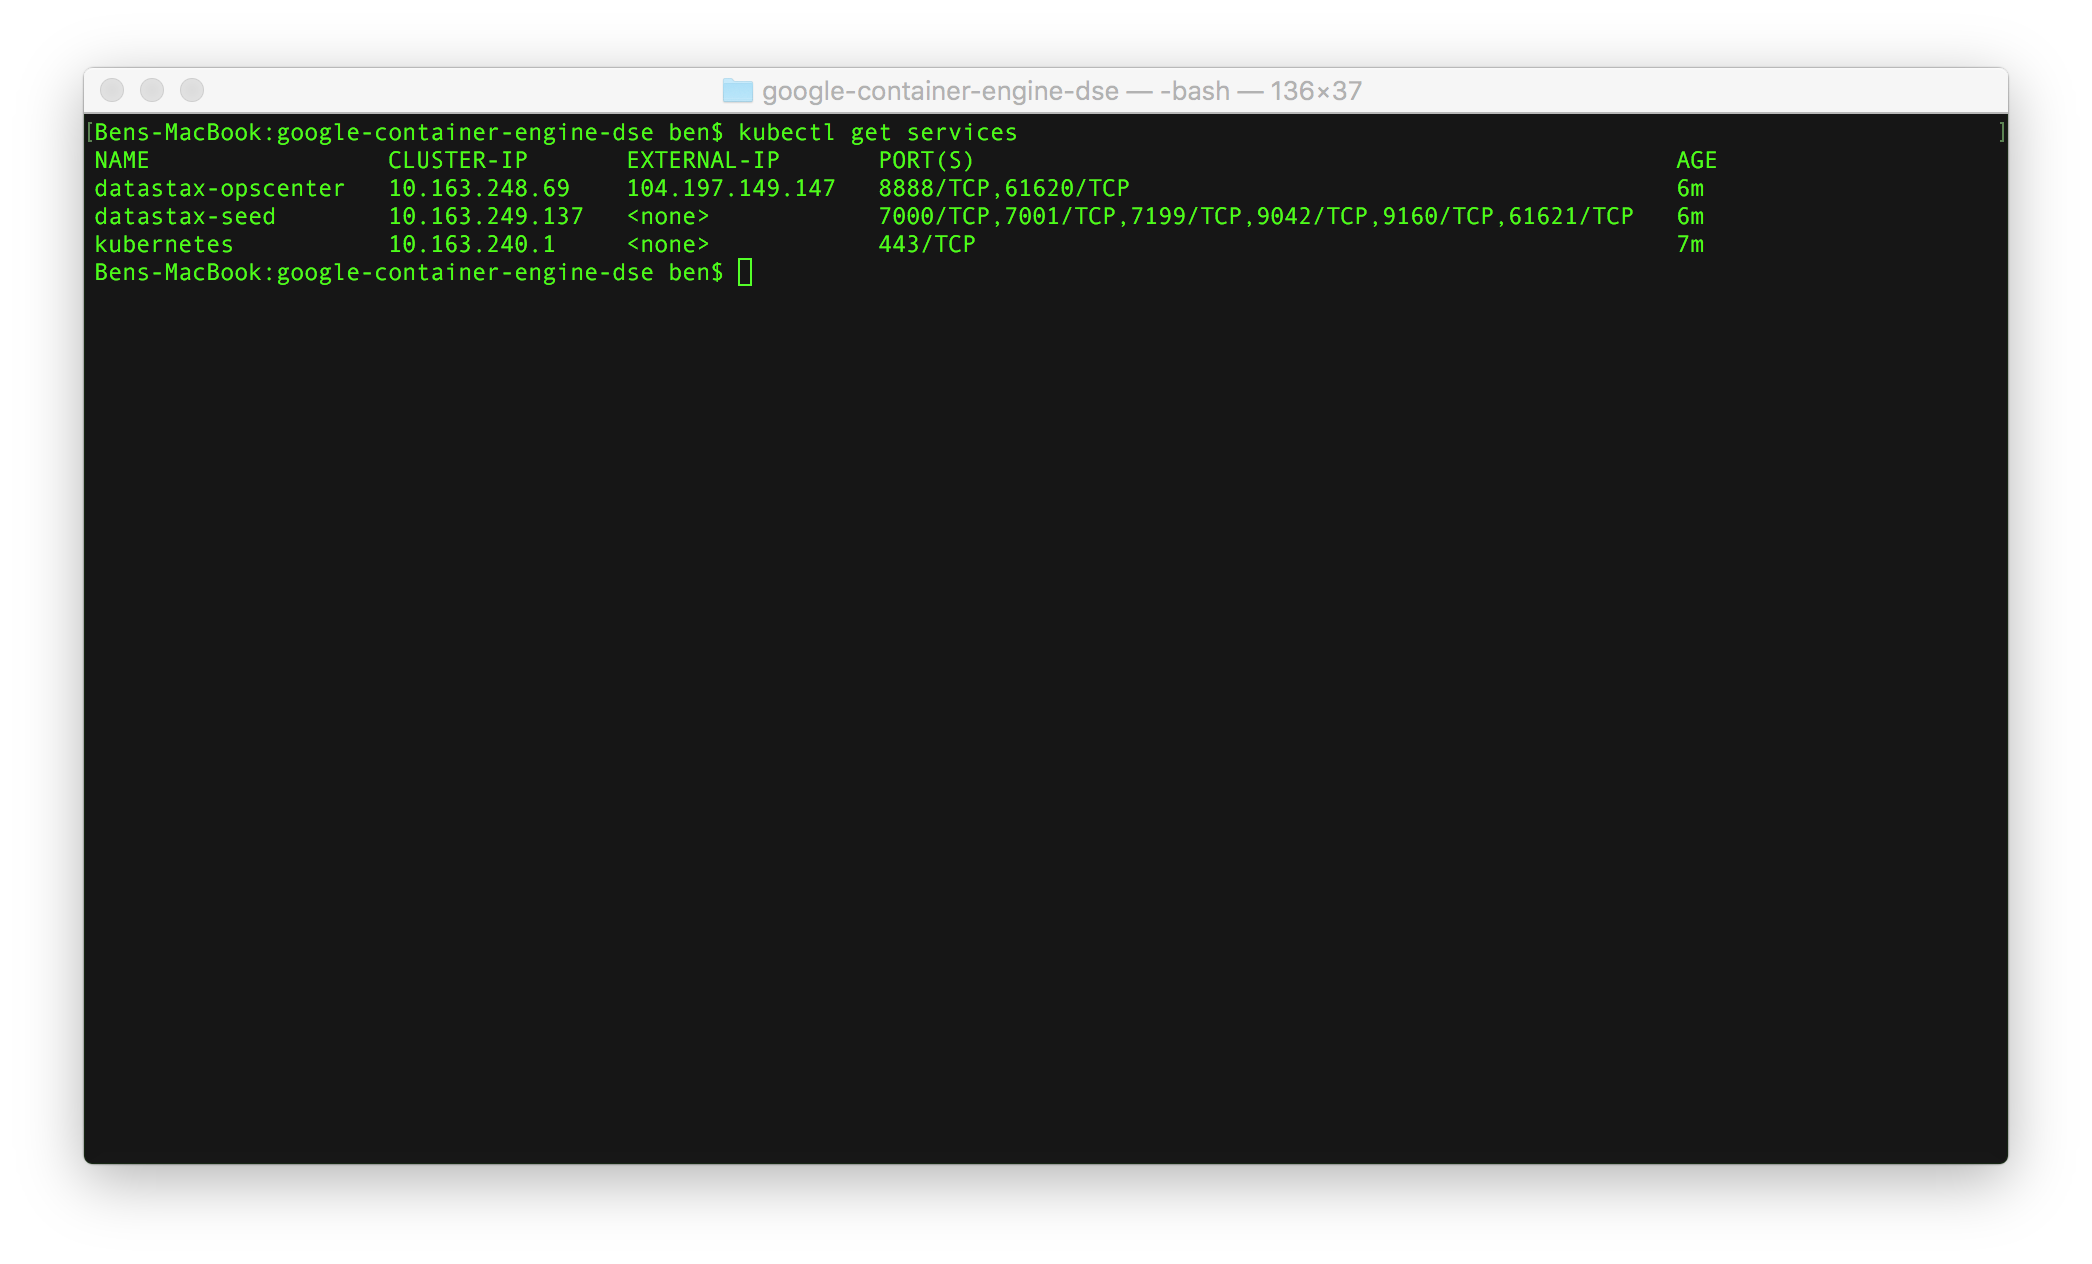 google-container-engine-dse — -bash — 136×37
[Bens-MacBook:google-container-engine-dse ben$ kubectl get services ]
NAME CLUSTER-IP EXTERNAL-IP PORT(S) AGE
datastax-opscenter 10.163.248.69 104.197.149.147 8888/TCP,61620/TCP 6m
datastax-seed 10.163.249.137 <none> 7000/TCP,7001/TCP,7199/TCP,9042/TCP,9160/TCP,61621/TCP 6m
kubernetes 10.163.240.1 <none> 443/TCP 7m
Bens-MacBook:google-container-engine-dse ben$